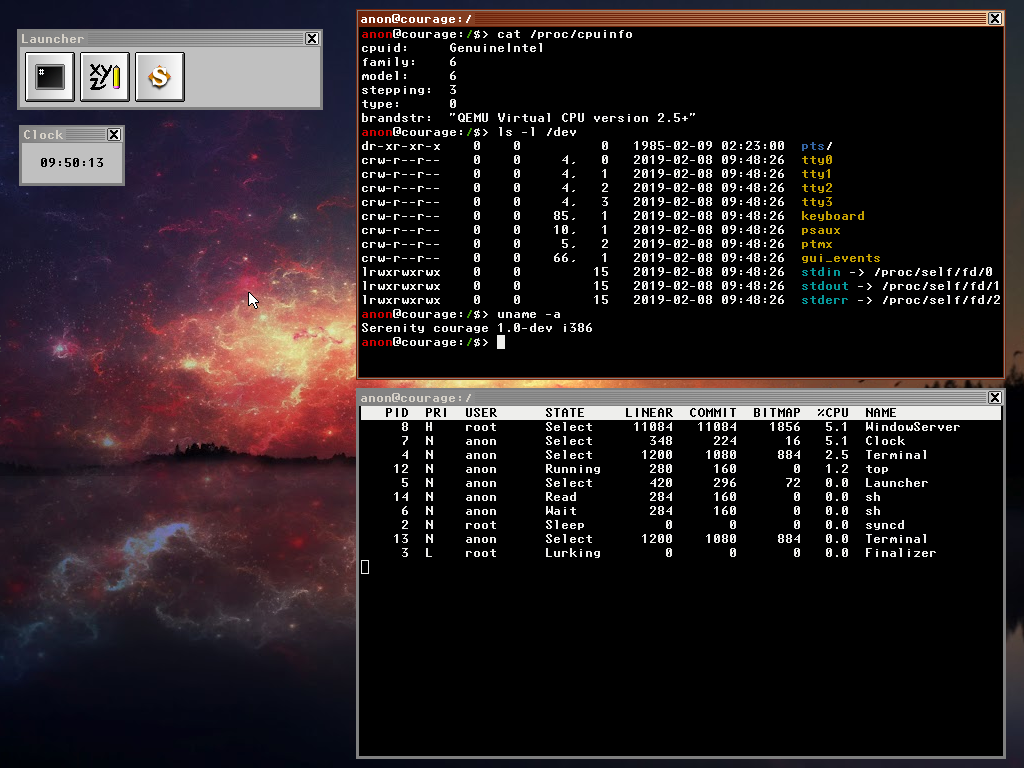 Launcher
XYZ
S
Clock
09:50:13
anon@courage:/
anon@courage:/$> cat /proc/cpuinfo
cpuid: GenuineIntel
family: 6
model: 6
stepping: 3
type: 0
brandstr: "QEMU Virtual CPU version 2.5+"
anon@courage:/$> ls -l /dev
dr-xr-xr-x 0 0 0 1985-02-09 02:23:00 pts/
crw-r--r-- 0 0 4, 0 2019-02-08 09:48:26 tty0
crw-r--r-- 0 0 4, 1 2019-02-08 09:48:26 tty1
crw-r--r-- 0 0 4, 2 2019-02-08 09:48:26 tty2
crw-r--r-- 0 0 4, 3 2019-02-08 09:48:26 tty3
crw-r--r-- 0 0 85, 1 2019-02-08 09:48:26 keyboard
crw-r--r-- 0 0 10, 1 2019-02-08 09:48:26 psaux
crw-r--r-- 0 0 5, 2 2019-02-08 09:48:26 ptmx
crw-r--r-- 0 0 66, 1 2019-02-08 09:48:26 gui_events
lrwxrwxrwx 0 0 15 2019-02-08 09:48:26 stdin -> /proc/self/fd/0
lrwxrwxrwx 0 0 15 2019-02-08 09:48:26 stdout -> /proc/self/fd/1
lrwxrwxrwx 0 0 15 2019-02-08 09:48:26 stderr -> /proc/self/fd/2
anon@courage:/$> uname -a
Serenity courage 1.0-dev i386
anon@courage:/$>
anon@courage:/
PID PRI USER STATE LINEAR COMMIT BITMAP %CPU NAME
8 H root Select 11084 11084 1856 5.1 WindowServer
7 N anon Select 348 224 16 5.1 Clock
4 N anon Select 1200 1080 884 2.5 Terminal
12 N anon Running 280 160 0 1.2 top
5 N anon Select 420 296 72 0.0 Launcher
14 N anon Read 284 160 0 0.0 sh
6 N anon Wait 284 160 0 0.0 sh
2 N root Sleep 0 0 0 0.0 syncd
13 N anon Select 1200 1080 884 0.0 Terminal
3 L root Lurking 0 0 0 0.0 Finalizer